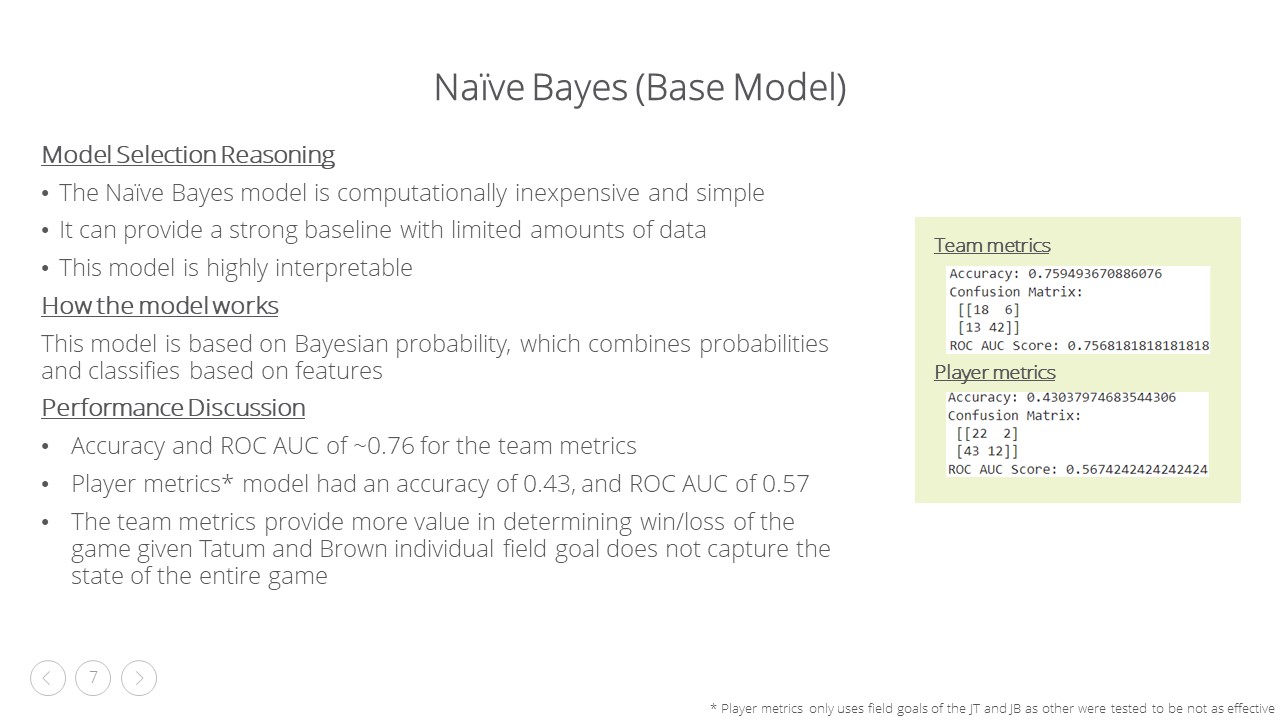 Naïve Bayes (Base Model)
Model Selection Reasoning
• The Naïve Bayes model is computationally inexpensive and simple
• It can provide a strong baseline with limited amounts of data
• This model is highly interpretable
How the model works
This model is based on Bayesian probability, which combines probabilities
and classifies based on features
Performance Discussion
• Accuracy and ROC AUC of ~0.76 for the team metrics
• Player metrics* model had an accuracy of 0.43, and ROC AUC of 0.57
• The team metrics provide more value in determining win/loss of the
game given Tatum and Brown individual field goal does not capture the
state of the entire game
Team metrics
Accuracy: 0.759493670886076
Confusion Matrix:
[[18  6]
[13 42]]
ROC AUC Score: 0.7568181818181818
Player metrics
Accuracy: 0.43037974683544306
Confusion Matrix:
[[22  2]
[43 12]]
ROC AUC Score: 0.5674242424242424
7
* Player metrics only uses field goals of the JT and JB as other were tested to be not as effective